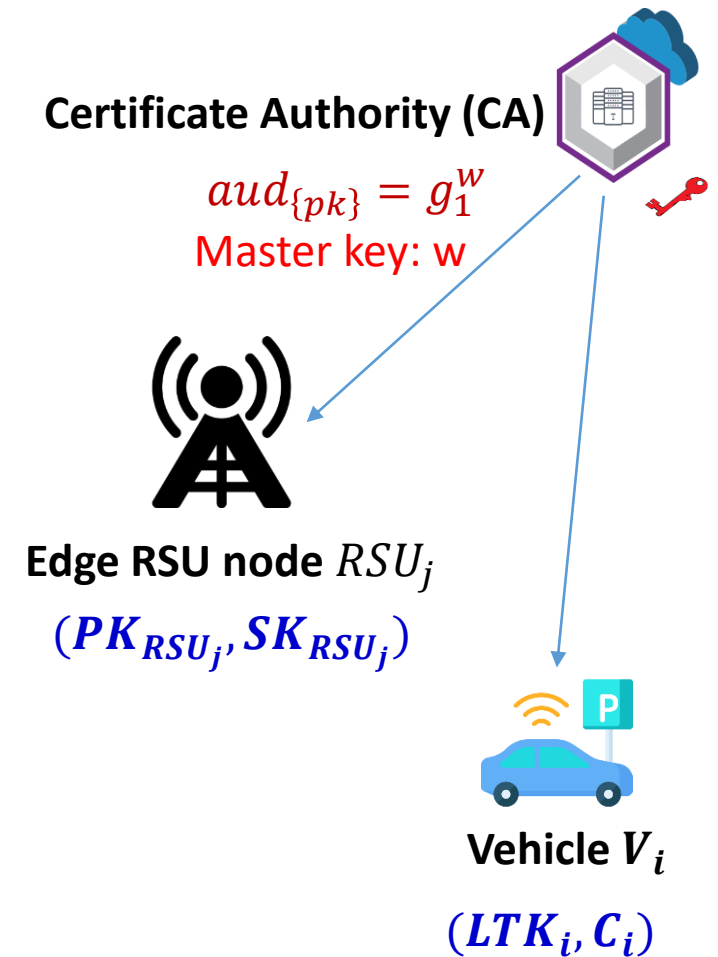 Certificate Authority (CA)
$aud_{\{pk\}} = g_1^w$
Master key: w
Edge RSU node $RSU_j$
$(PK_{RSU_j}, SK_{RSU_j})$
P
Vehicle $V_i$
$(LTK_i, C_i)$